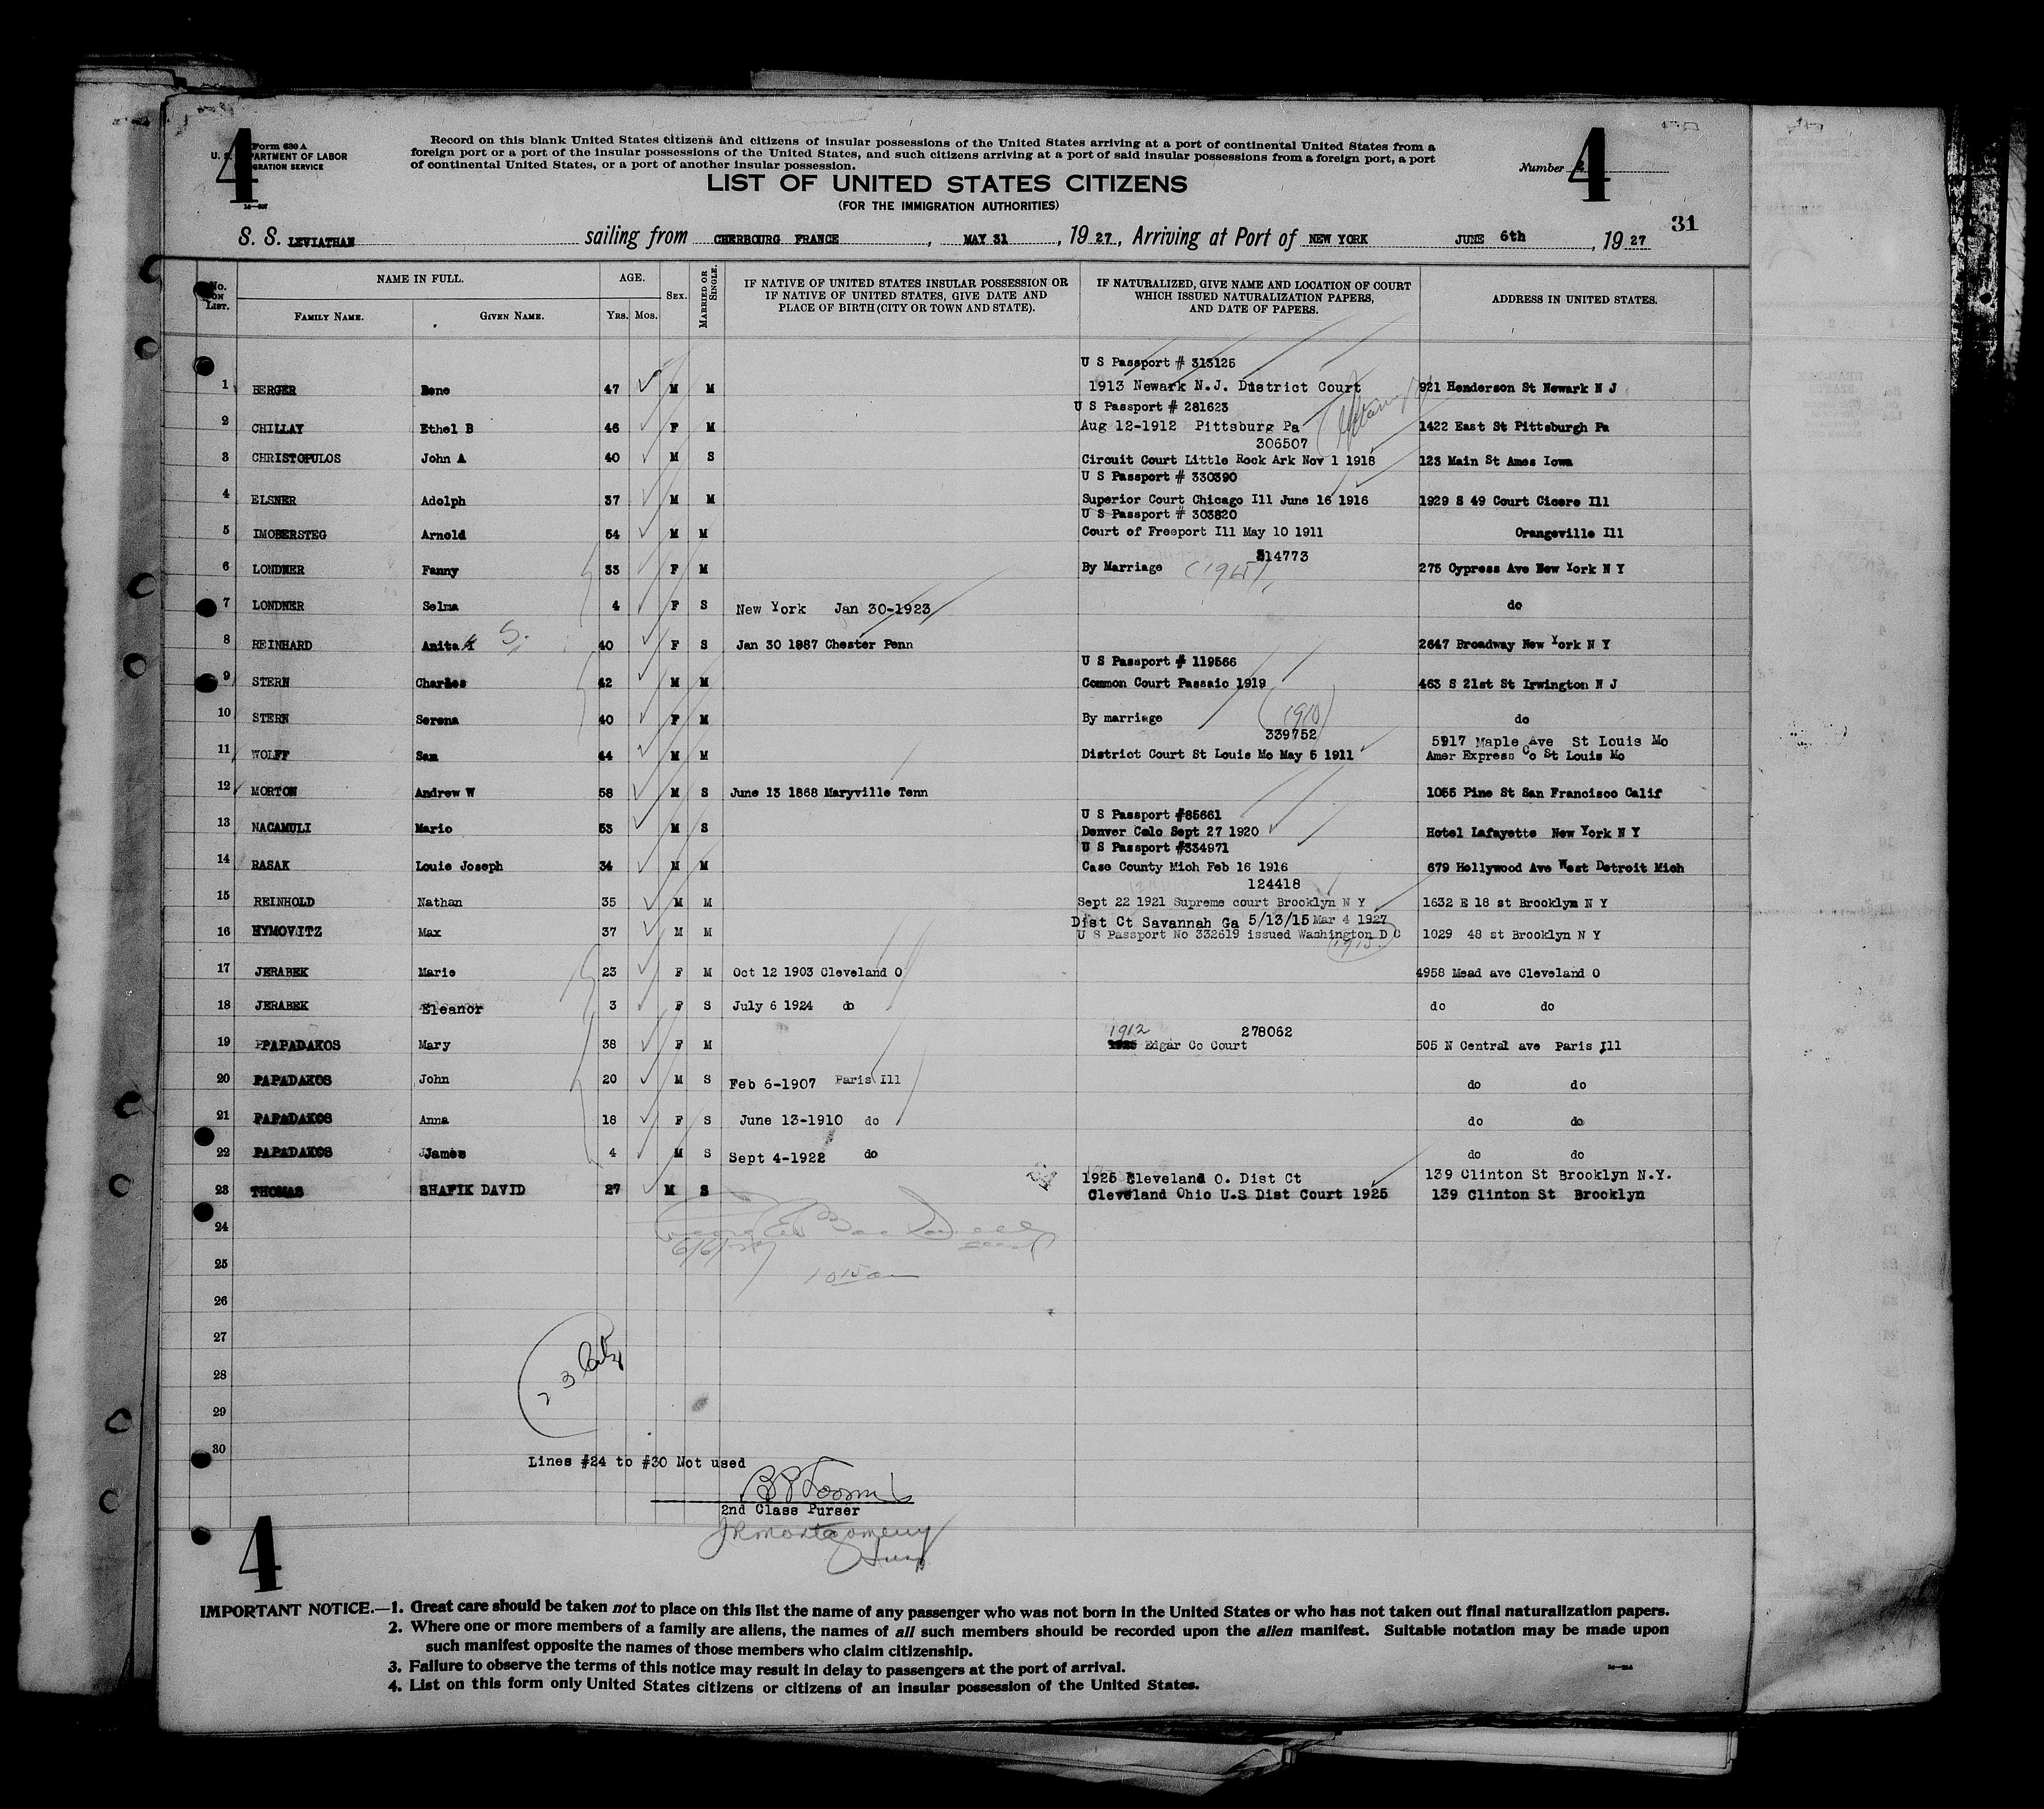 4
Form 630 A
U. S. DEPARTMENT OF LABOR
IMMIGRATION SERVICE
Record on this blank United States citizens and citizens of insular possessions of the United States arriving at a port of continental United States from a
foreign port or a port of the insular possessions of the United States, and such citizens arriving at a port of said insular possessions from a foreign port, a port
of continental United States, or a port of another insular possession.
LIST OF UNITED STATES CITIZENS
(FOR THE IMMIGRATION AUTHORITIES)
Number 4
31
S. S. LEVIATHAN sailing from CHERBOURG FRANCE, MAY 31, 1927, Arriving at Port of NEW YORK JUNE 6th, 1927
No. on List. NAME IN FULL. AGE. Sex. Married or Single. IF NATIVE OF UNITED STATES INSULAR POSSESSION OR IF NATIVE OF UNITED STATES, GIVE DATE AND PLACE OF BIRTH (CITY OR TOWN AND STATE). IF NATURALIZED, GIVE NAME AND LOCATION OF COURT WHICH ISSUED NATURALIZATION PAPERS, AND DATE OF PAPERS. ADDRESS IN UNITED STATES.
Family Name. Given Name. Yrs. Mos.
U S Passport # 313125
1 BERGER Bene 47 M M 1913 Newark N.J. District Court 921 Henderson St Newark N J
U S Passport # 281623
2 CHILLAY Ethel B 46 F M Aug 12-1912 Pittsburg Pa 1422 East St Pittsburgh Pa
306507
3 CHRISTOPULOS John A 40 M S Circuit Court Little Rock Ark Nov 1 1918 123 Main St Ames Iowa
U S Passport # 330390
4 ELSNER Adolph 37 M M Superior Court Chicago Ill June 16 1916 1929 S 49 Court Cicero Ill
U S Passport # 303820
5 IMOBERSTEG Arnold 54 M M Court of Freeport Ill May 10 1911 Orangeville Ill
314773
6 LONDNER Fanny 33 F M By Marriage 275 Cypress Ave New York N Y
7 LONDNER Selma 4 F S New York Jan 30-1923 do
8 REINHARD Anita S. 40 F S Jan 30 1887 Chester Penn 2647 Broadway New York N Y
U S Passport # 119566
9 STERN Charles 42 M M Common Court Passaic 1919 463 S 21st St Irwington N J
10 STERN Serena 40 F M By marriage (1910) do
339752 5917 Maple Ave St Louis Mo
11 WOLFF Sam 44 M M District Court St Louis Mo May 5 1911 Amer Express Co St Louis Mo
12 MORTON Andrew W 58 M S June 13 1868 Maryville Tenn 1055 Pine St San Francisco Calif
U S Passport #85661
13 NACAMULI Mario 53 M S Denver Colo Sept 27 1920 Hotel Lafayette New York N Y
U S Passport #334971
14 RASAK Louie Joseph 34 M M Case County Mich Feb 16 1916 679 Hollywood Ave West Detroit Mich
124418
15 REINHOLD Nathan 35 M M Sept 22 1921 Supreme court Brooklyn N Y 1632 E 18 st Brooklyn N Y
Dist Ct Savannah Ga 5/13/15 Mar 4 1927
16 HYMOVITZ Max 37 M M U S Passport No 332619 issued Washington D C 1029 48 st Brooklyn N Y
(1915)
17 JERABEK Marie 23 F M Oct 12 1903 Cleveland O 4958 Mead ave Cleveland O
18 JERABEK Eleanor 3 F S July 6 1924 do do do
1912 278062
19 PAPADAKOS Mary 38 F M Edgar Co Court 505 N Central ave Paris Ill
20 PAPADAKOS John 20 M S Feb 6-1907 Paris Ill do do
21 PAPADAKOS Anna 18 F S June 13-1910 do do do
22 PAPADAKOS James 4 M S Sept 4-1922 do do do
1925 Cleveland O. Dist Ct 139 Clinton St Brooklyn N.Y.
23 THOMAS SHAFIK DAVID 27 M S Cleveland Ohio U.S Dist Court 1925 139 Clinton St Brooklyn
24
6/6/27
25
26
27
28
29
30
Lines #24 to #30 Not used
2nd Class Purser
JR Montgomery
4
IMPORTANT NOTICE.—1. Great care should be taken not to place on this list the name of any passenger who was not born in the United States or who has not taken out final naturalization papers.
2. Where one or more members of a family are aliens, the names of all such members should be recorded upon the alien manifest. Suitable notation may be made upon
such manifest opposite the names of those members who claim citizenship.
3. Failure to observe the terms of this notice may result in delay to passengers at the port of arrival.
4. List on this form only United States citizens or citizens of an insular possession of the United States.